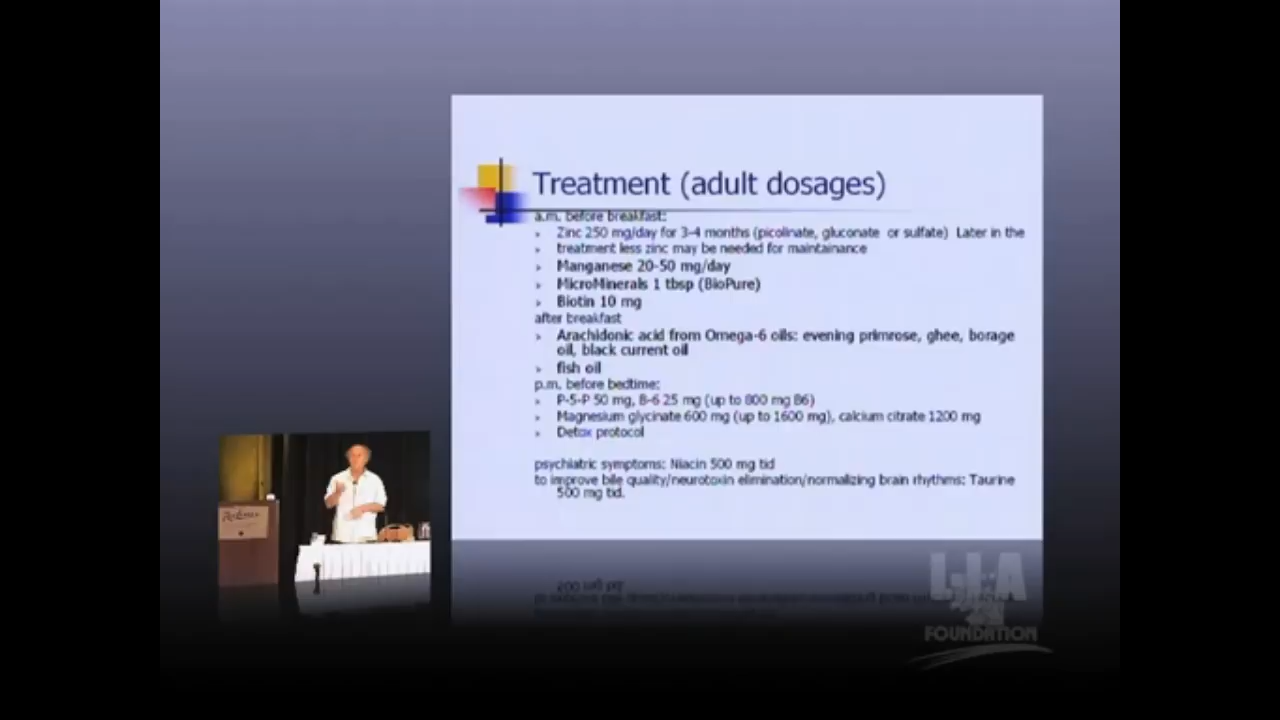 Treatment (adult dosages)
a.m. before breakfast:
Zinc 250 mg/day for 3-4 months (picolinate, gluconate or sulfate) Later in the
treatment less zinc may be needed for maintainance
Manganese 20-50 mg/day
MicroMinerals 1 tbsp (BioPure)
Biotin 10 mg
after breakfast
Arachidonic acid from Omega-6 oils: evening primrose, ghee, borage
oil, black current oil
fish oil
p.m. before bedtime:
P-5-P 50 mg, B-6 25 mg (up to 800 mg B6)
Magnesium glycinate 600 mg (up to 1600 mg), calcium citrate 1200 mg
Detox protocol
psychiatric symptoms: Niacin 500 mg tid
to improve bile quality/neurotoxin elimination/normalizing brain rhythms: Taurine
500 mg tid.
L·I·A
FOUNDATION